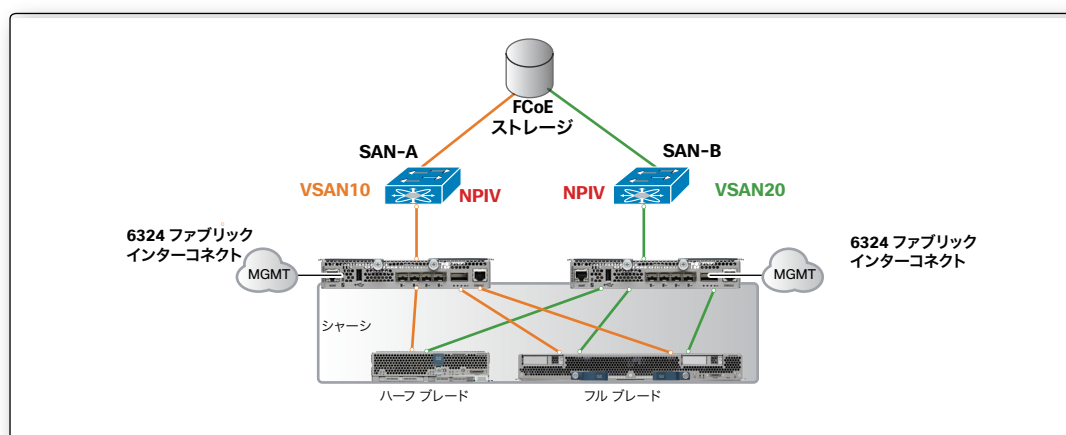 FCoE
ストレージ
SAN-A
SAN-B
VSAN10
NPIV
NPIV
VSAN20
6324 ファブリック
インターコネクト
6324 ファブリック
インターコネクト
MGMT
MGMT
シャーシ
ハーフ ブレード
フル ブレード